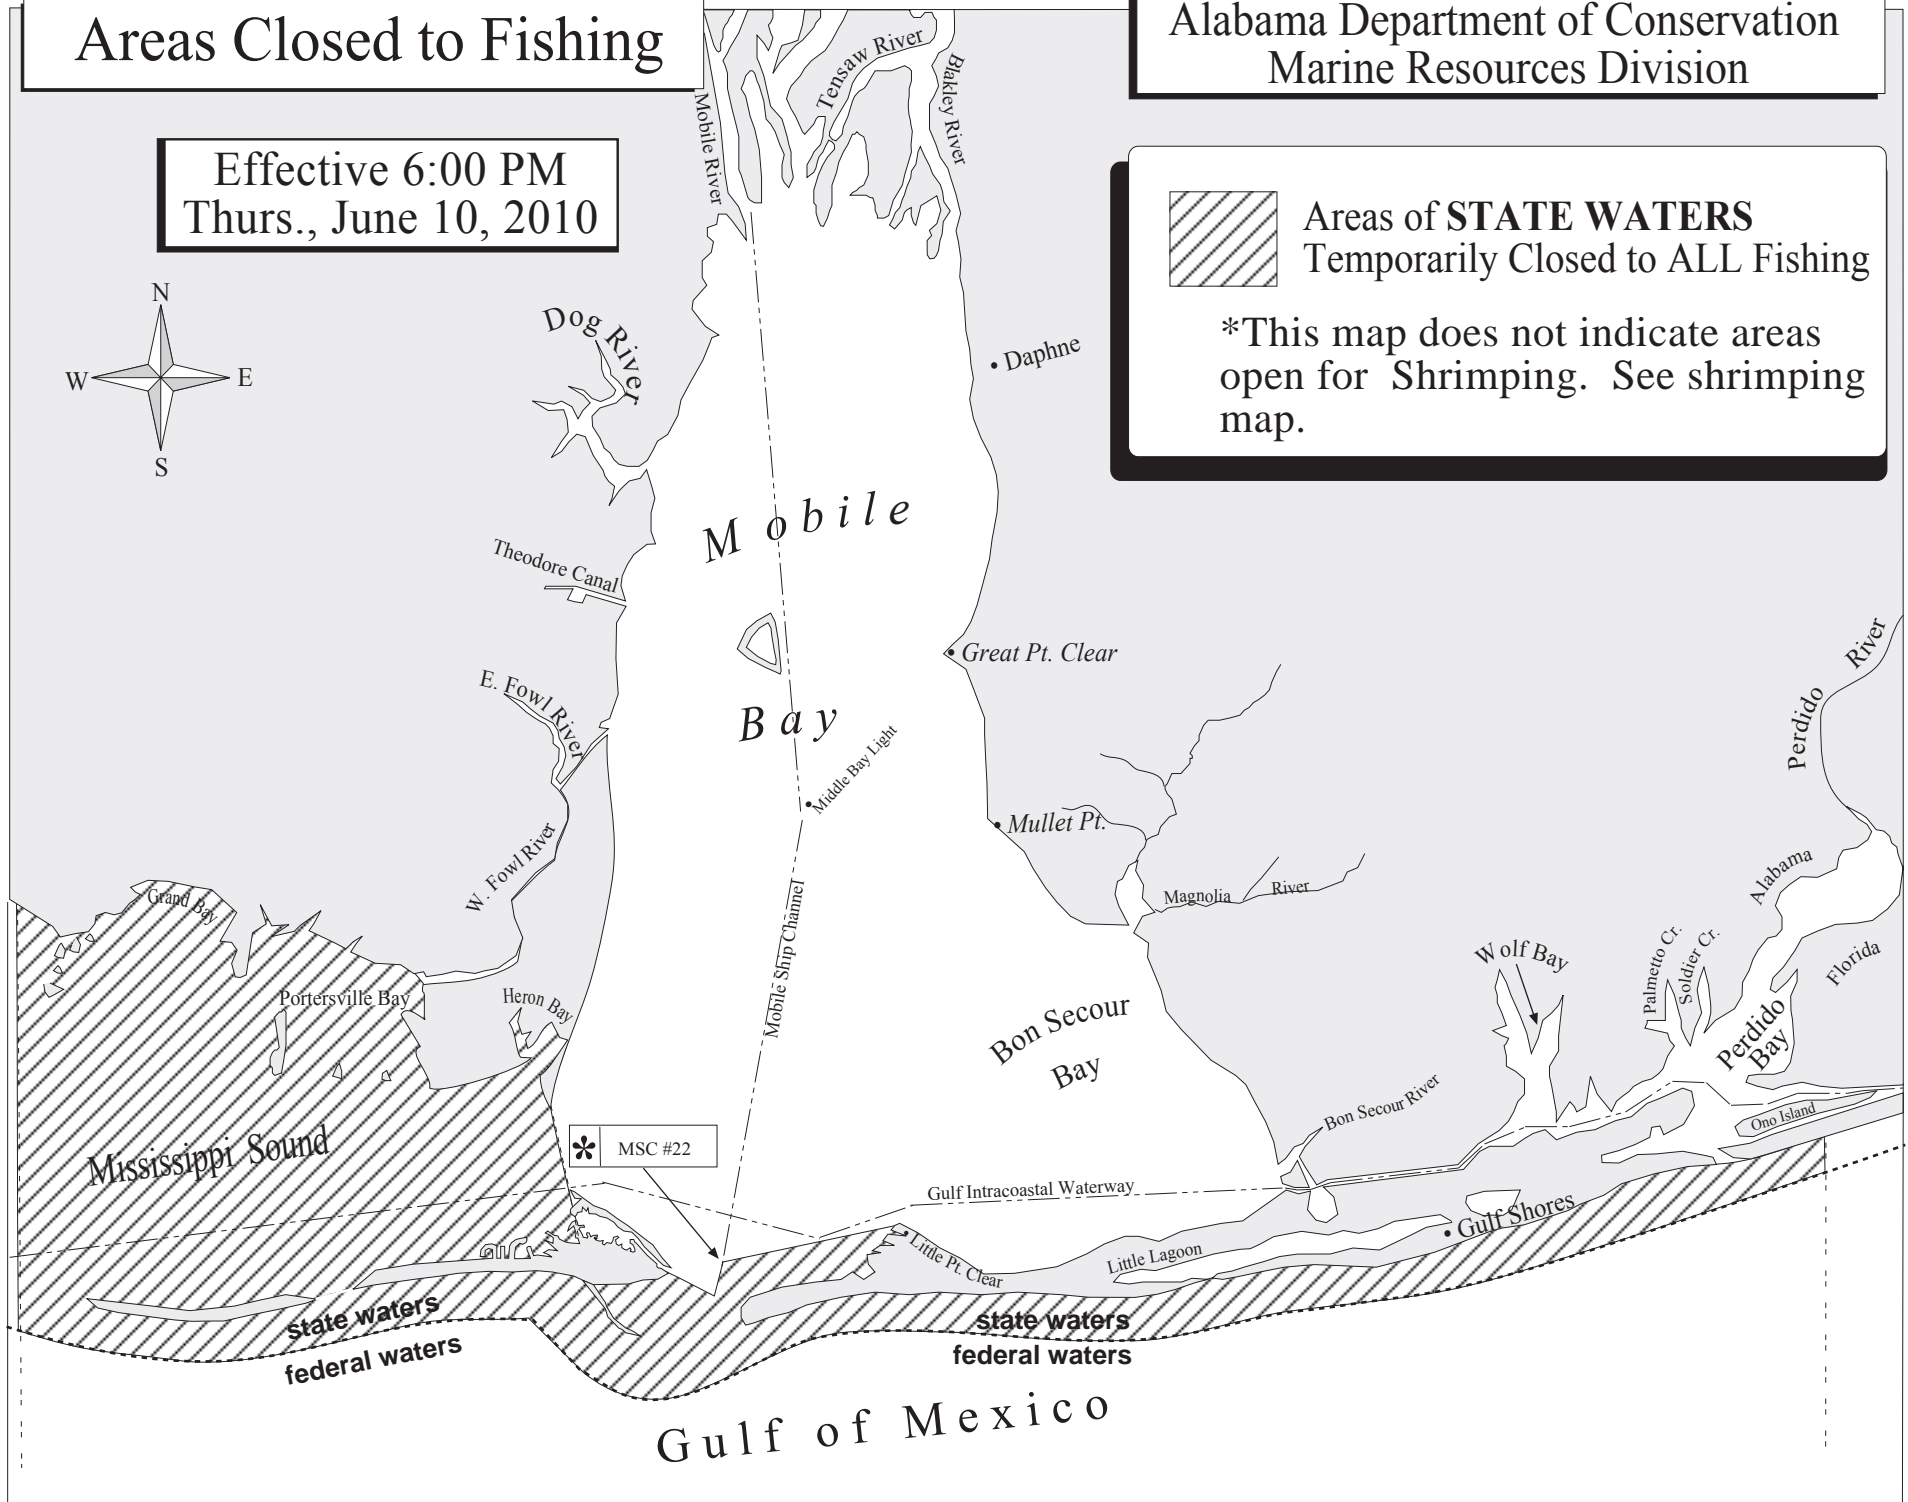 Areas Closed to Fishing
Alabama Department of Conservation
Marine Resources Division
Effective 6:00 PM
Thurs., June 10, 2010
Areas of STATE WATERS
Temporarily Closed to ALL Fishing
*This map does not indicate areas
open for Shrimping. See shrimping
map.
N
W
E
S
Mobile River
Tensaw River
Blakley River
Dog River
Daphne
Mobile
Bay
Theodore Canal
Great Pt. Clear
E. Fowl River
Middle Bay Light
Mullet Pt.
W. Fowl River
Mobile Ship Channel
Magnolia River
Perdido River
Alabama
Florida
Grand Bay
Portersville Bay
Heron Bay
Bon Secour
Bay
Wolf Bay
Palmetto Cr.
Soldier Cr.
Perdido
Bay
Bon Secour River
Ono Island
Mississippi Sound
* MSC #22
Gulf Intracoastal Waterway
Gulf Shores
Little Pt. Clear
Little Lagoon
state waters
federal waters
state waters
federal waters
Gulf of Mexico